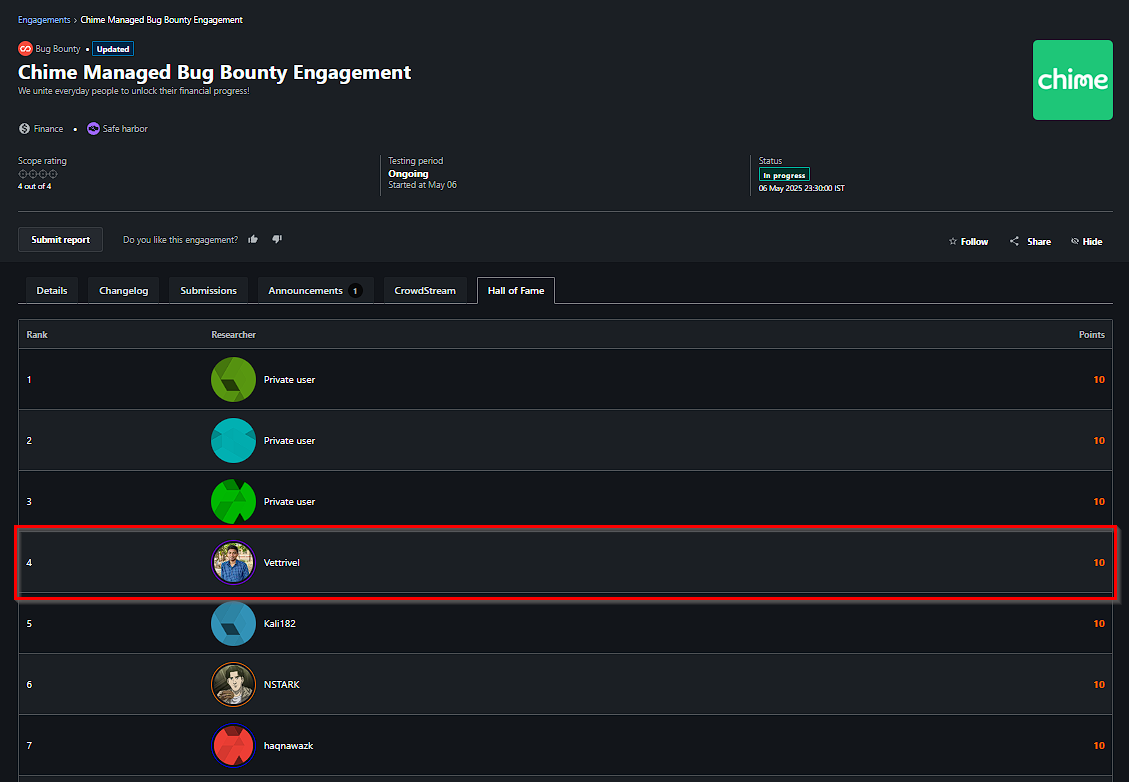 Engagements › Chime Managed Bug Bounty Engagement
Bug Bounty • Updated
Chime Managed Bug Bounty Engagement
We unite everyday people to unlock their financial progress!
chime
Finance • Safe harbor
Scope rating
4 out of 4
Testing period
Ongoing
Started at May 06
Status
In progress
06 May 2025 23:30:00 IST
Submit report Do you like this engagement? Follow Share Hide
Details Changelog Submissions Announcements 1 CrowdStream Hall of Fame
Rank Researcher Points
1 Private user 10
2 Private user 10
3 Private user 10
4 Vettrivel 10
5 Kali182 10
6 NSTARK 10
7 haqnawazk 10